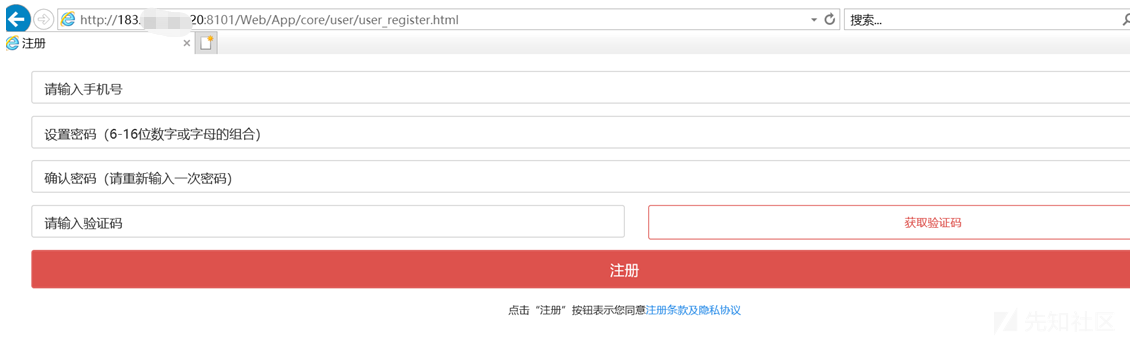 http://183. 20:8101/Web/App/core/user/user_register.html 搜索...
注册
请输入手机号
设置密码（6-16位数字或字母的组合）
确认密码（请重新输入一次密码）
请输入验证码 获取验证码
注册
点击“注册”按钮表示您同意注册条款及隐私协议
先知社区